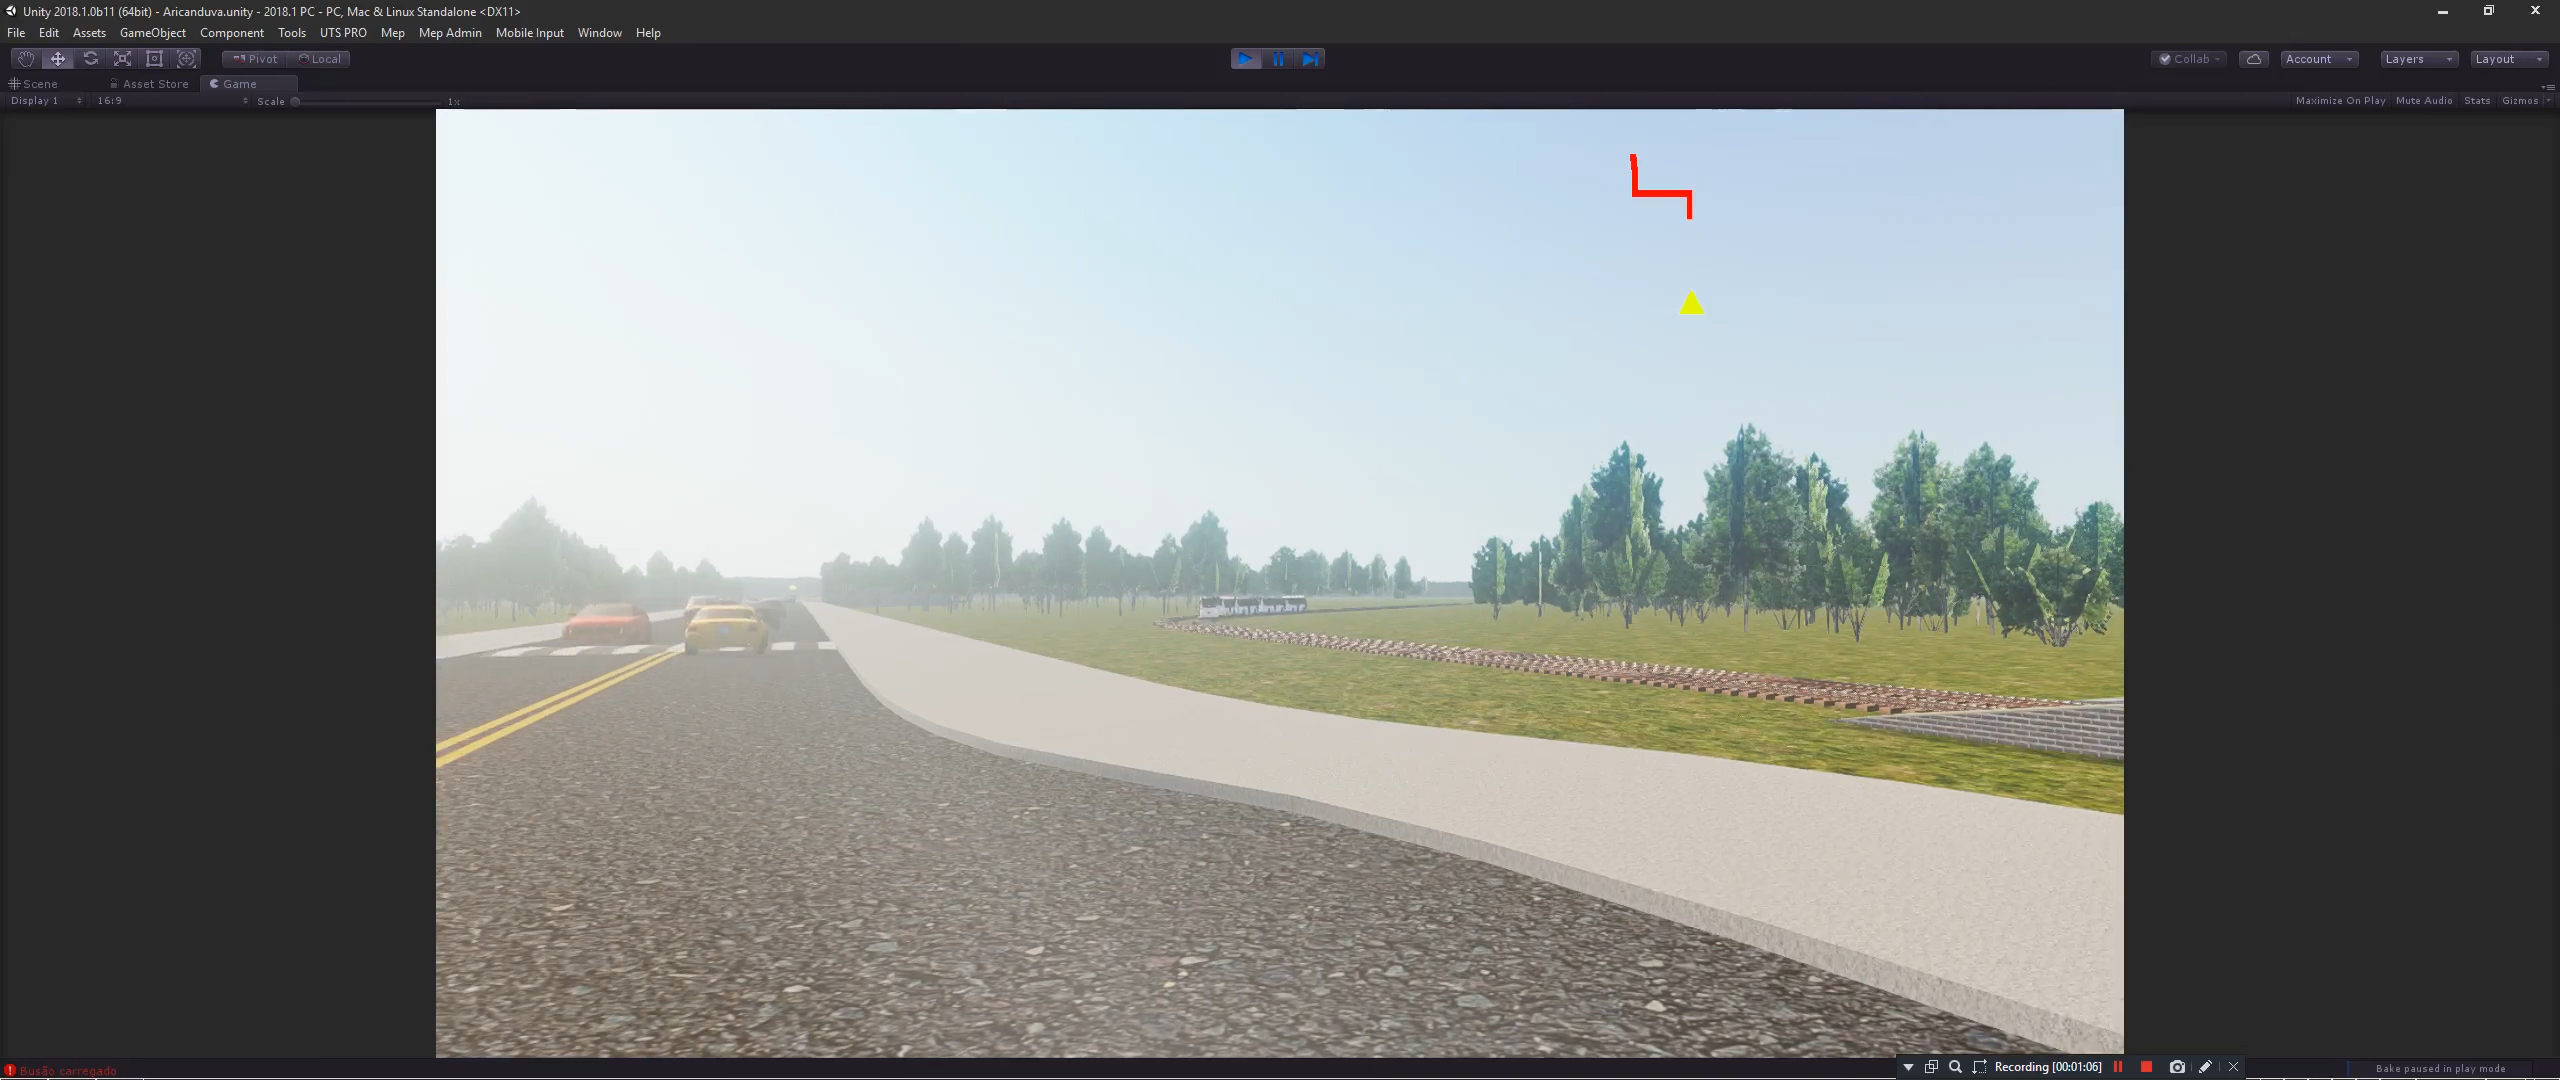 Unity 2018.1.0b11 (64bit) - Aricanduva.unity - 2018.1 PC - PC, Mac & Linux Standalone <DX11>
File Edit Assets GameObject Component Tools UTS PRO Mep Mep Admin Mobile Input Window Help
Pivot Local Collab Account Layers Layout
Scene Asset Store Game
Display 1 16:9 Scale 1x Maximize On Play Mute Audio Stats Gizmos
Busão carregado Recording [00:01:06] Bake paused in play mode